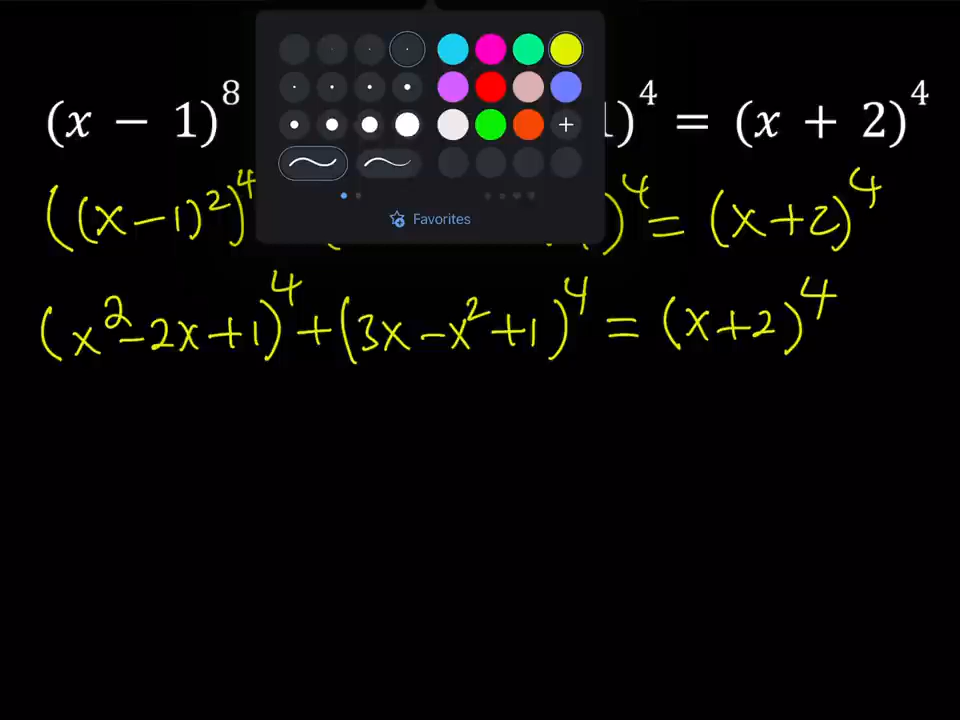 (x − 1)^8 1)^4 = (x + 2)^4
((x−1)^2)^4 ( )^4 = (x+2)^4
Favorites
(x^2−2x+1)^4+(3x−x^2+1)^4 = (x+2)^4